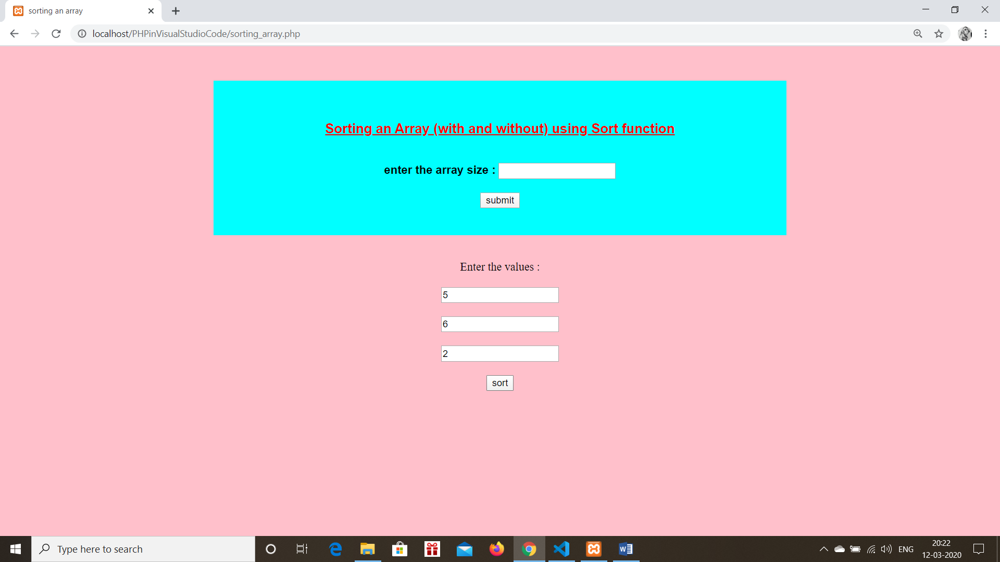 sorting an array
localhost/PHPinVisualStudioCode/sorting_array.php
Sorting an Array (with and without) using Sort function
enter the array size :
submit
Enter the values :
5
6
2
sort
Type here to search
ENG
20:22
12-03-2020